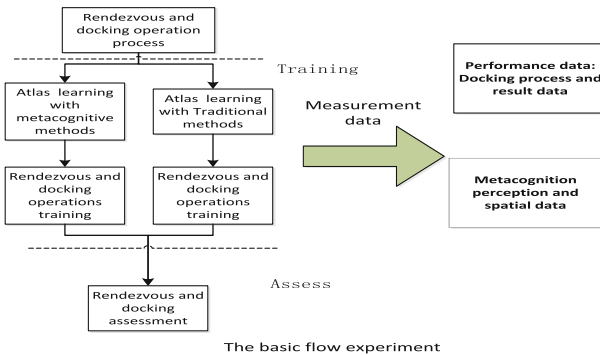 Rendezvous and
docking operation
process
Training
Atlas learning
with
metacognitive
methods
Atlas learning
with Traditional
methods
Rendezvous and
docking
operations
training
Rendezvous and
docking
operations
training
Assess
Rendezvous and
docking
assessment
Measurement
data
Performance data:
Docking process and
result data
Metacognition
perception and
spatial data
The basic flow experiment